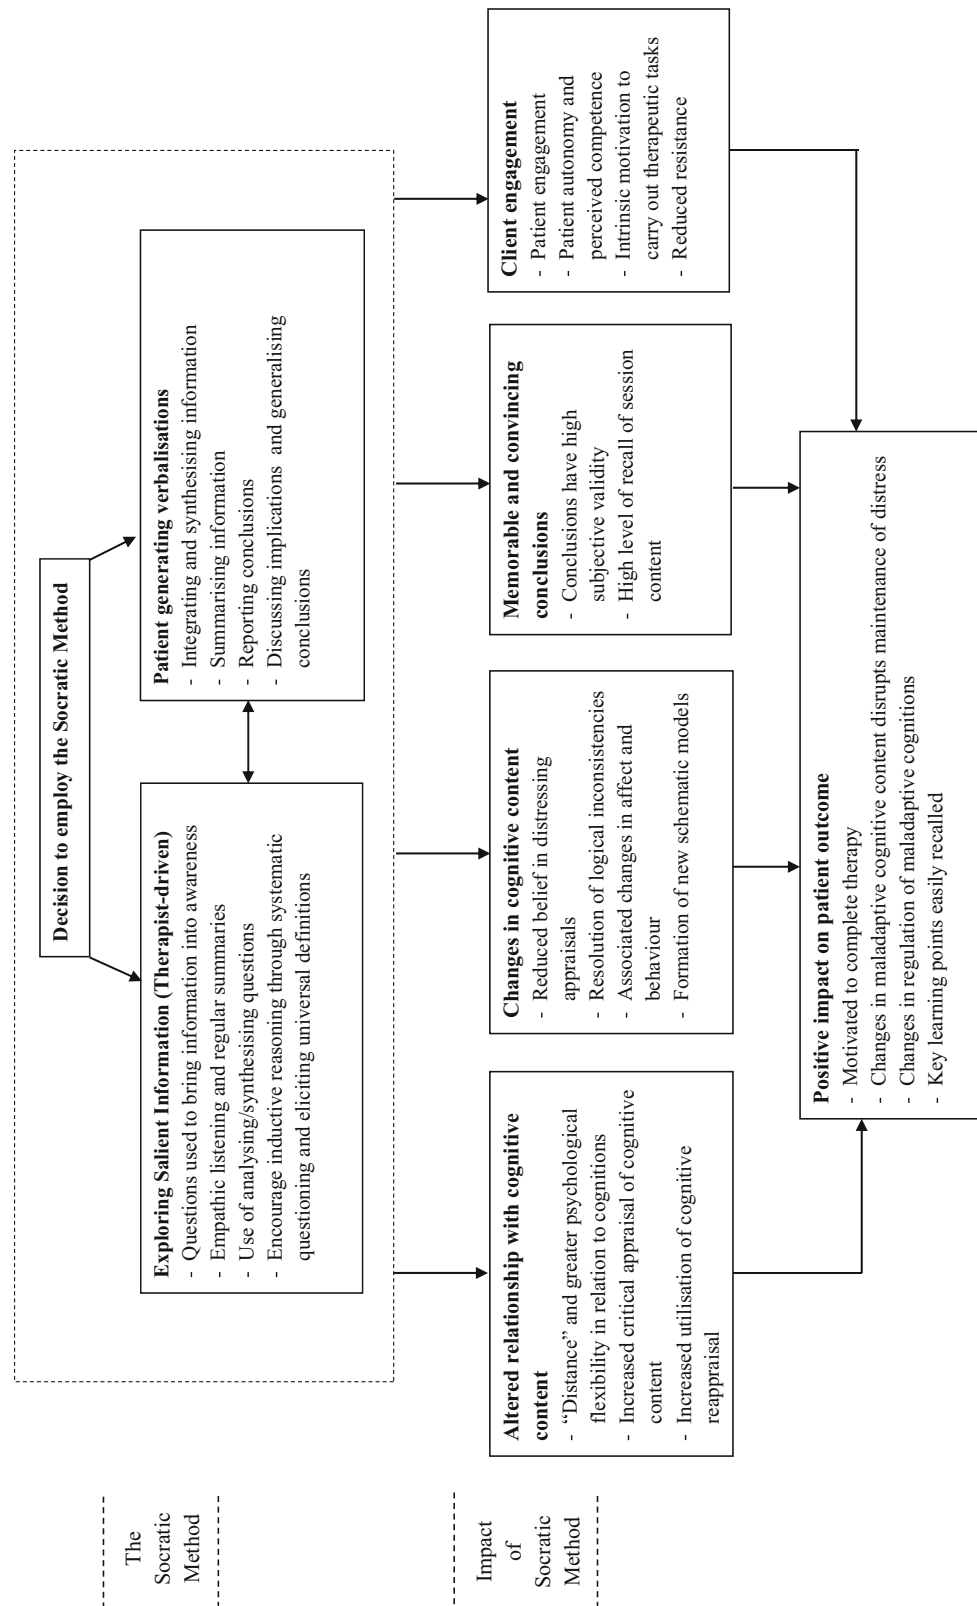 The
Socratic
Method
Decision to employ the Socratic Method
Exploring Salient Information (Therapist-driven)
- Questions used to bring information into awareness
- Empathic listening and regular summaries
- Use of analysing/synthesising questions
- Encourage inductive reasoning through systematic
questioning and eliciting universal definitions
Patient generating verbalisations
- Integrating and synthesising information
- Summarising information
- Reporting conclusions
- Discussing implications and generalising
conclusions
Impact
of
Socratic
Method
Altered relationship with cognitive
content
- “Distance” and greater psychological
flexibility in relation to cognitions
- Increased critical appraisal of cognitive
content
- Increased utilisation of cognitive
reappraisal
Changes in cognitive content
- Reduced belief in distressing
appraisals
- Resolution of logical inconsistencies
- Associated changes in affect and
behaviour
- Formation of new schematic models
Memorable and convincing
conclusions
- Conclusions have high
subjective validity
- High level of recall of session
content
Client engagement
- Patient engagement
- Patient autonomy and
perceived competence
- Intrinsic motivation to
carry out therapeutic tasks
- Reduced resistance
Positive impact on patient outcome
- Motivated to complete therapy
- Changes in maladaptive cognitive content disrupts maintenance of distress
- Changes in regulation of maladaptive cognitions
- Key learning points easily recalled